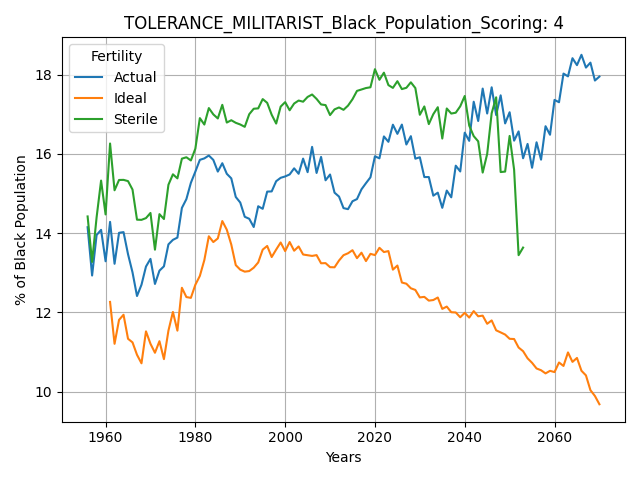 TOLERANCE_MILITARIST_Black_Population_Scoring: 4
Fertility
Actual
Ideal
Sterile
% of Black Population
18
16
14
12
10
1960
1980
2000
2020
2040
2060
Years